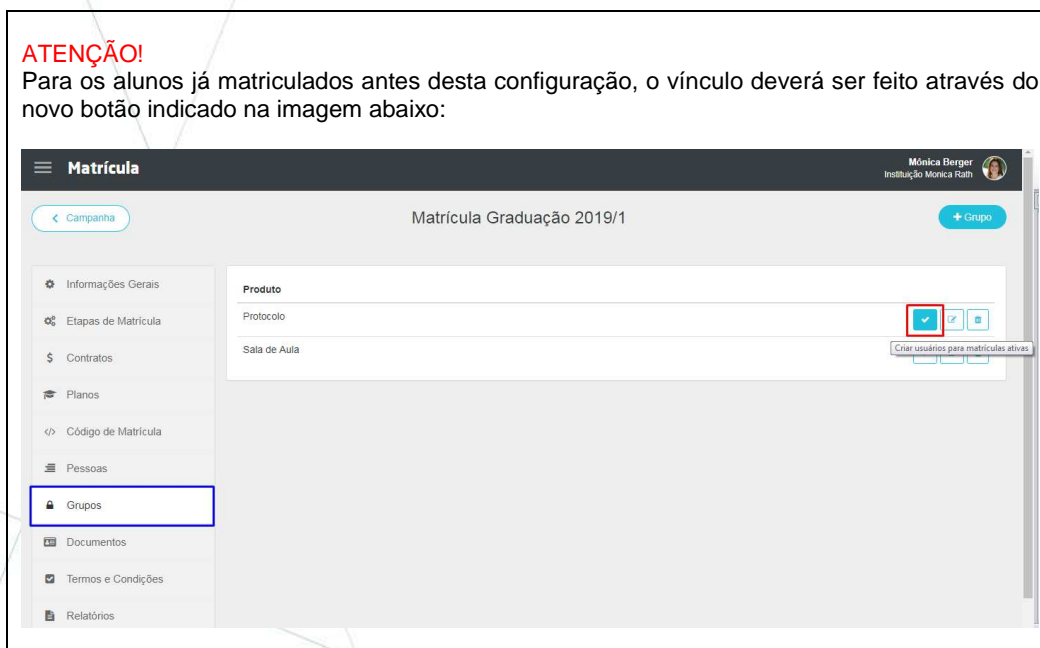 ATENÇÃO!
Para os alunos já matriculados antes desta configuração, o vínculo deverá ser feito através do
novo botão indicado na imagem abaixo:
Matrícula
Mônica Berger
Instituição Monica Rath
Campanha
Matrícula Graduação 2019/1
+ Grupo
Informações Gerais
Produto
Etapas de Matrícula
Protocolo
Criar usuários para matrículas ativas
Contratos
Sala de Aula
Planos
Código de Matrícula
Pessoas
Grupos
Documentos
Termos e Condições
Relatórios